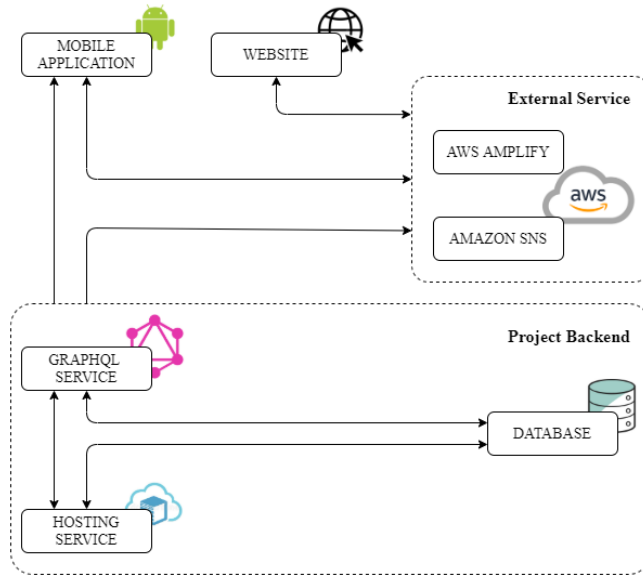 MOBILE
APPLICATION
WEBSITE
External Service
AWS AMPLIFY
aws
AMAZON SNS
Project Backend
GRAPHQL
SERVICE
DATABASE
HOSTING
SERVICE